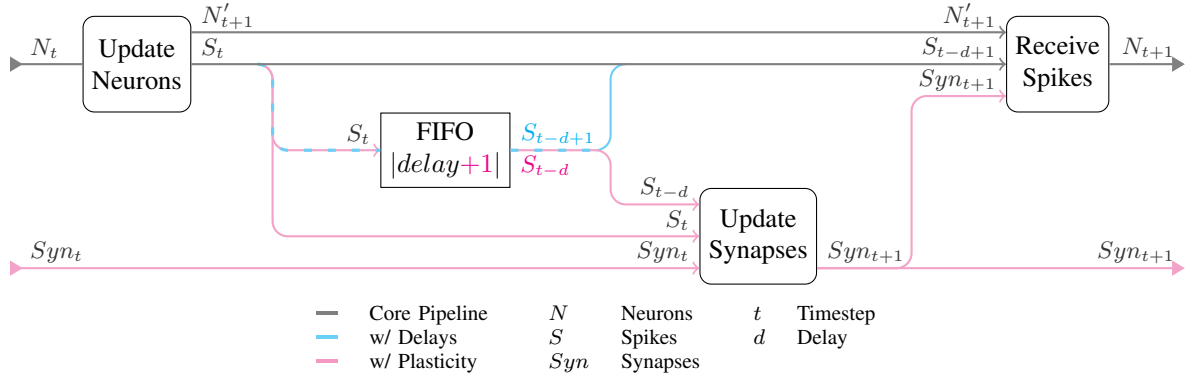 N_t
Update
Neurons
N'_{t+1}
S_t
N'_{t+1}
S_{t-d+1}
Syn_{t+1}
Receive
Spikes
N_{t+1}
S_t
FIFO
|delay+1|
S_{t-d+1}
S_{t-d}
S_{t-d}
S_t
Syn_t
Syn_t
Update
Synapses
Syn_{t+1}
Syn_{t+1}
Core Pipeline N Neurons t Timestep
w/ Delays S Spikes d Delay
w/ Plasticity Syn Synapses